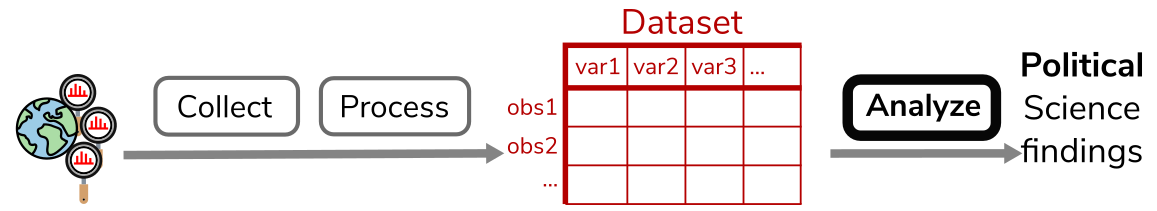 Collect
Process
Dataset
var1 var2 var3 ...
obs1
obs2
...
Analyze
Political
Science
findings